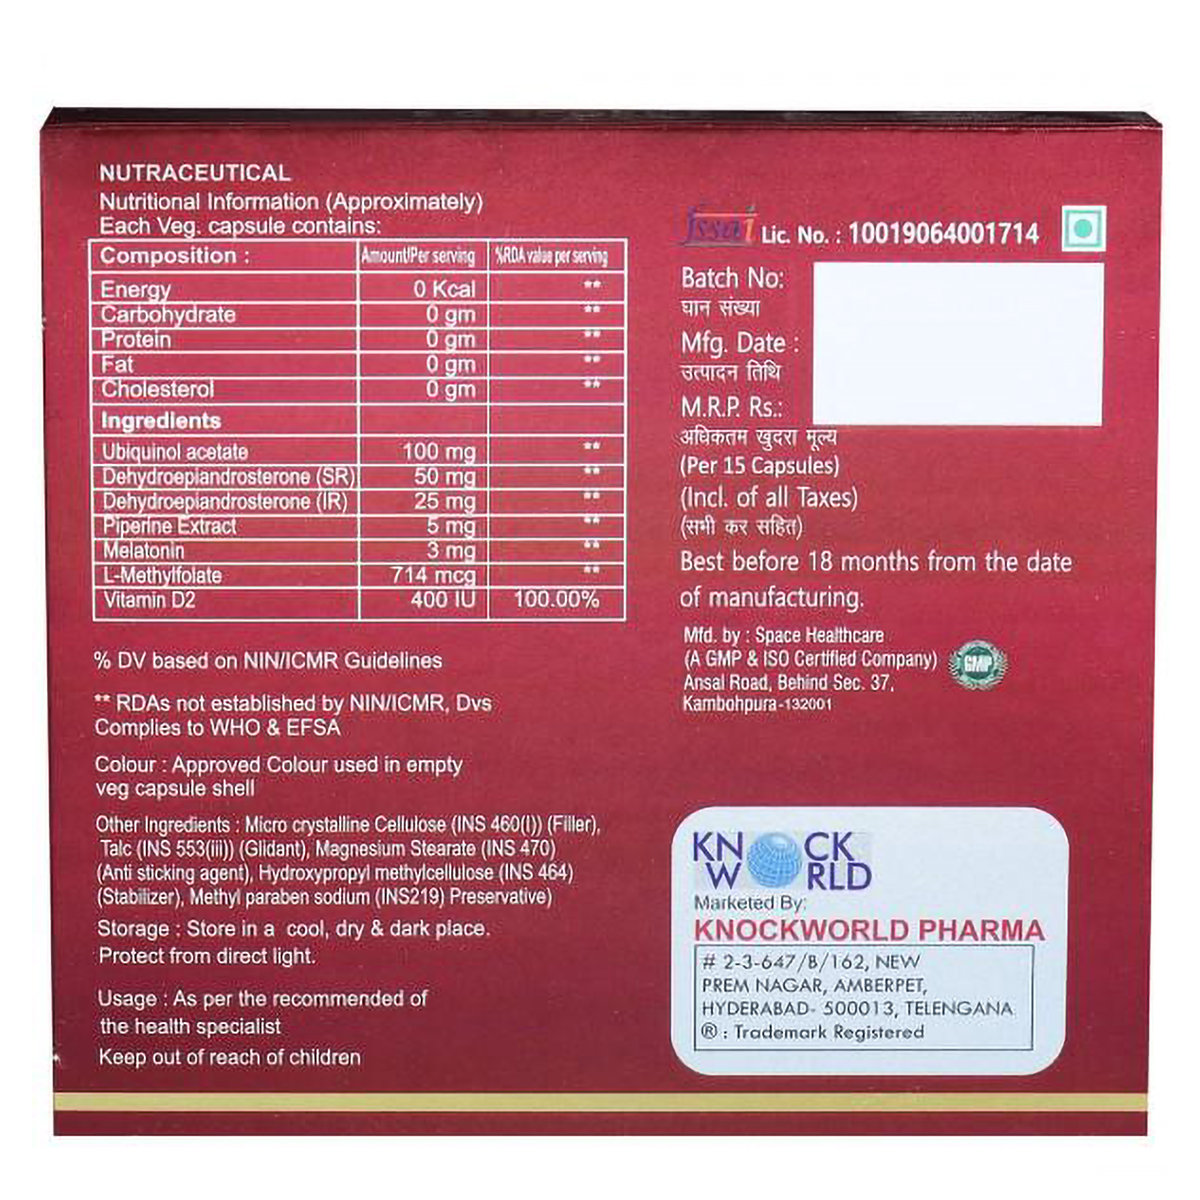 NUTRACEUTICAL
Nutritional Information (Approximately)
Each Veg. capsule contains:
Composition : Amount/Per serving %RDA value per serving
Energy 0 Kcal **
Carbohydrate 0 gm **
Protein 0 gm **
Fat 0 gm **
Cholesterol 0 gm **
Ingredients
Ubiquinol acetate 100 mg **
Dehydroepiandrosterone (SR) 50 mg **
Dehydroepiandrosterone (IR) 25 mg **
Piperine Extract 5 mg **
Melatonin 3 mg **
L-Methylfolate 714 mcg **
Vitamin D2 400 IU 100.00%
% DV based on NIN/ICMR Guidelines
** RDAs not established by NIN/ICMR, Dvs
Complies to WHO & EFSA
Colour : Approved Colour used in empty
veg capsule shell
Other Ingredients : Micro crystalline Cellulose (INS 460(I)) (Filler),
Talc (INS 553(iii)) (Glidant), Magnesium Stearate (INS 470)
(Anti sticking agent), Hydroxypropyl methylcellulose (INS 464)
(Stabilizer), Methyl paraben sodium (INS219) Preservative)
Storage : Store in a cool, dry & dark place.
Protect from direct light.
Usage : As per the recommended of
the health specialist
Keep out of reach of children
fssai Lic. No. : 10019064001714
Batch No:
घान संख्या
Mfg. Date :
उत्पादन तिथि
M.R.P. Rs.:
अधिकतम खुदरा मूल्य
(Per 15 Capsules)
(Incl. of all Taxes)
(सभी कर सहित)
Best before 18 months from the date
of manufacturing.
Mfd. by : Space Healthcare
(A GMP & ISO Certified Company)
GMP
Ansal Road, Behind Sec. 37,
Kambohpura-132001
KNOCK
WORLD
Marketed By:
KNOCKWORLD PHARMA
# 2-3-647/B/162, NEW
PREM NAGAR, AMBERPET,
HYDERABAD- 500013, TELENGANA
® : Trademark Registered